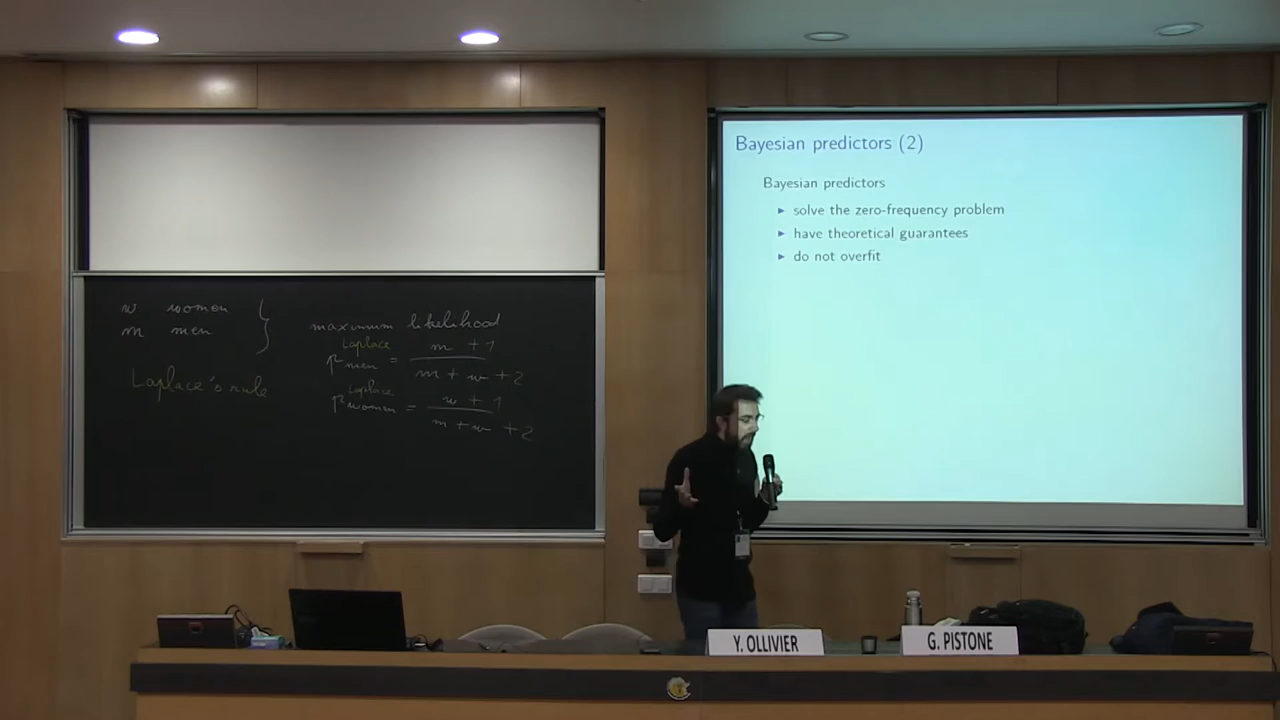 w women
m men
Laplace's rule
maximum likelihood
p Laplace men = m + 1 / m + w + 2
p Laplace women = w + 1 / m + w + 2
Bayesian predictors (2)
Bayesian predictors
▸ solve the zero-frequency problem
▸ have theoretical guarantees
▸ do not overfit
Y. OLLIVIER
G. PISTONE